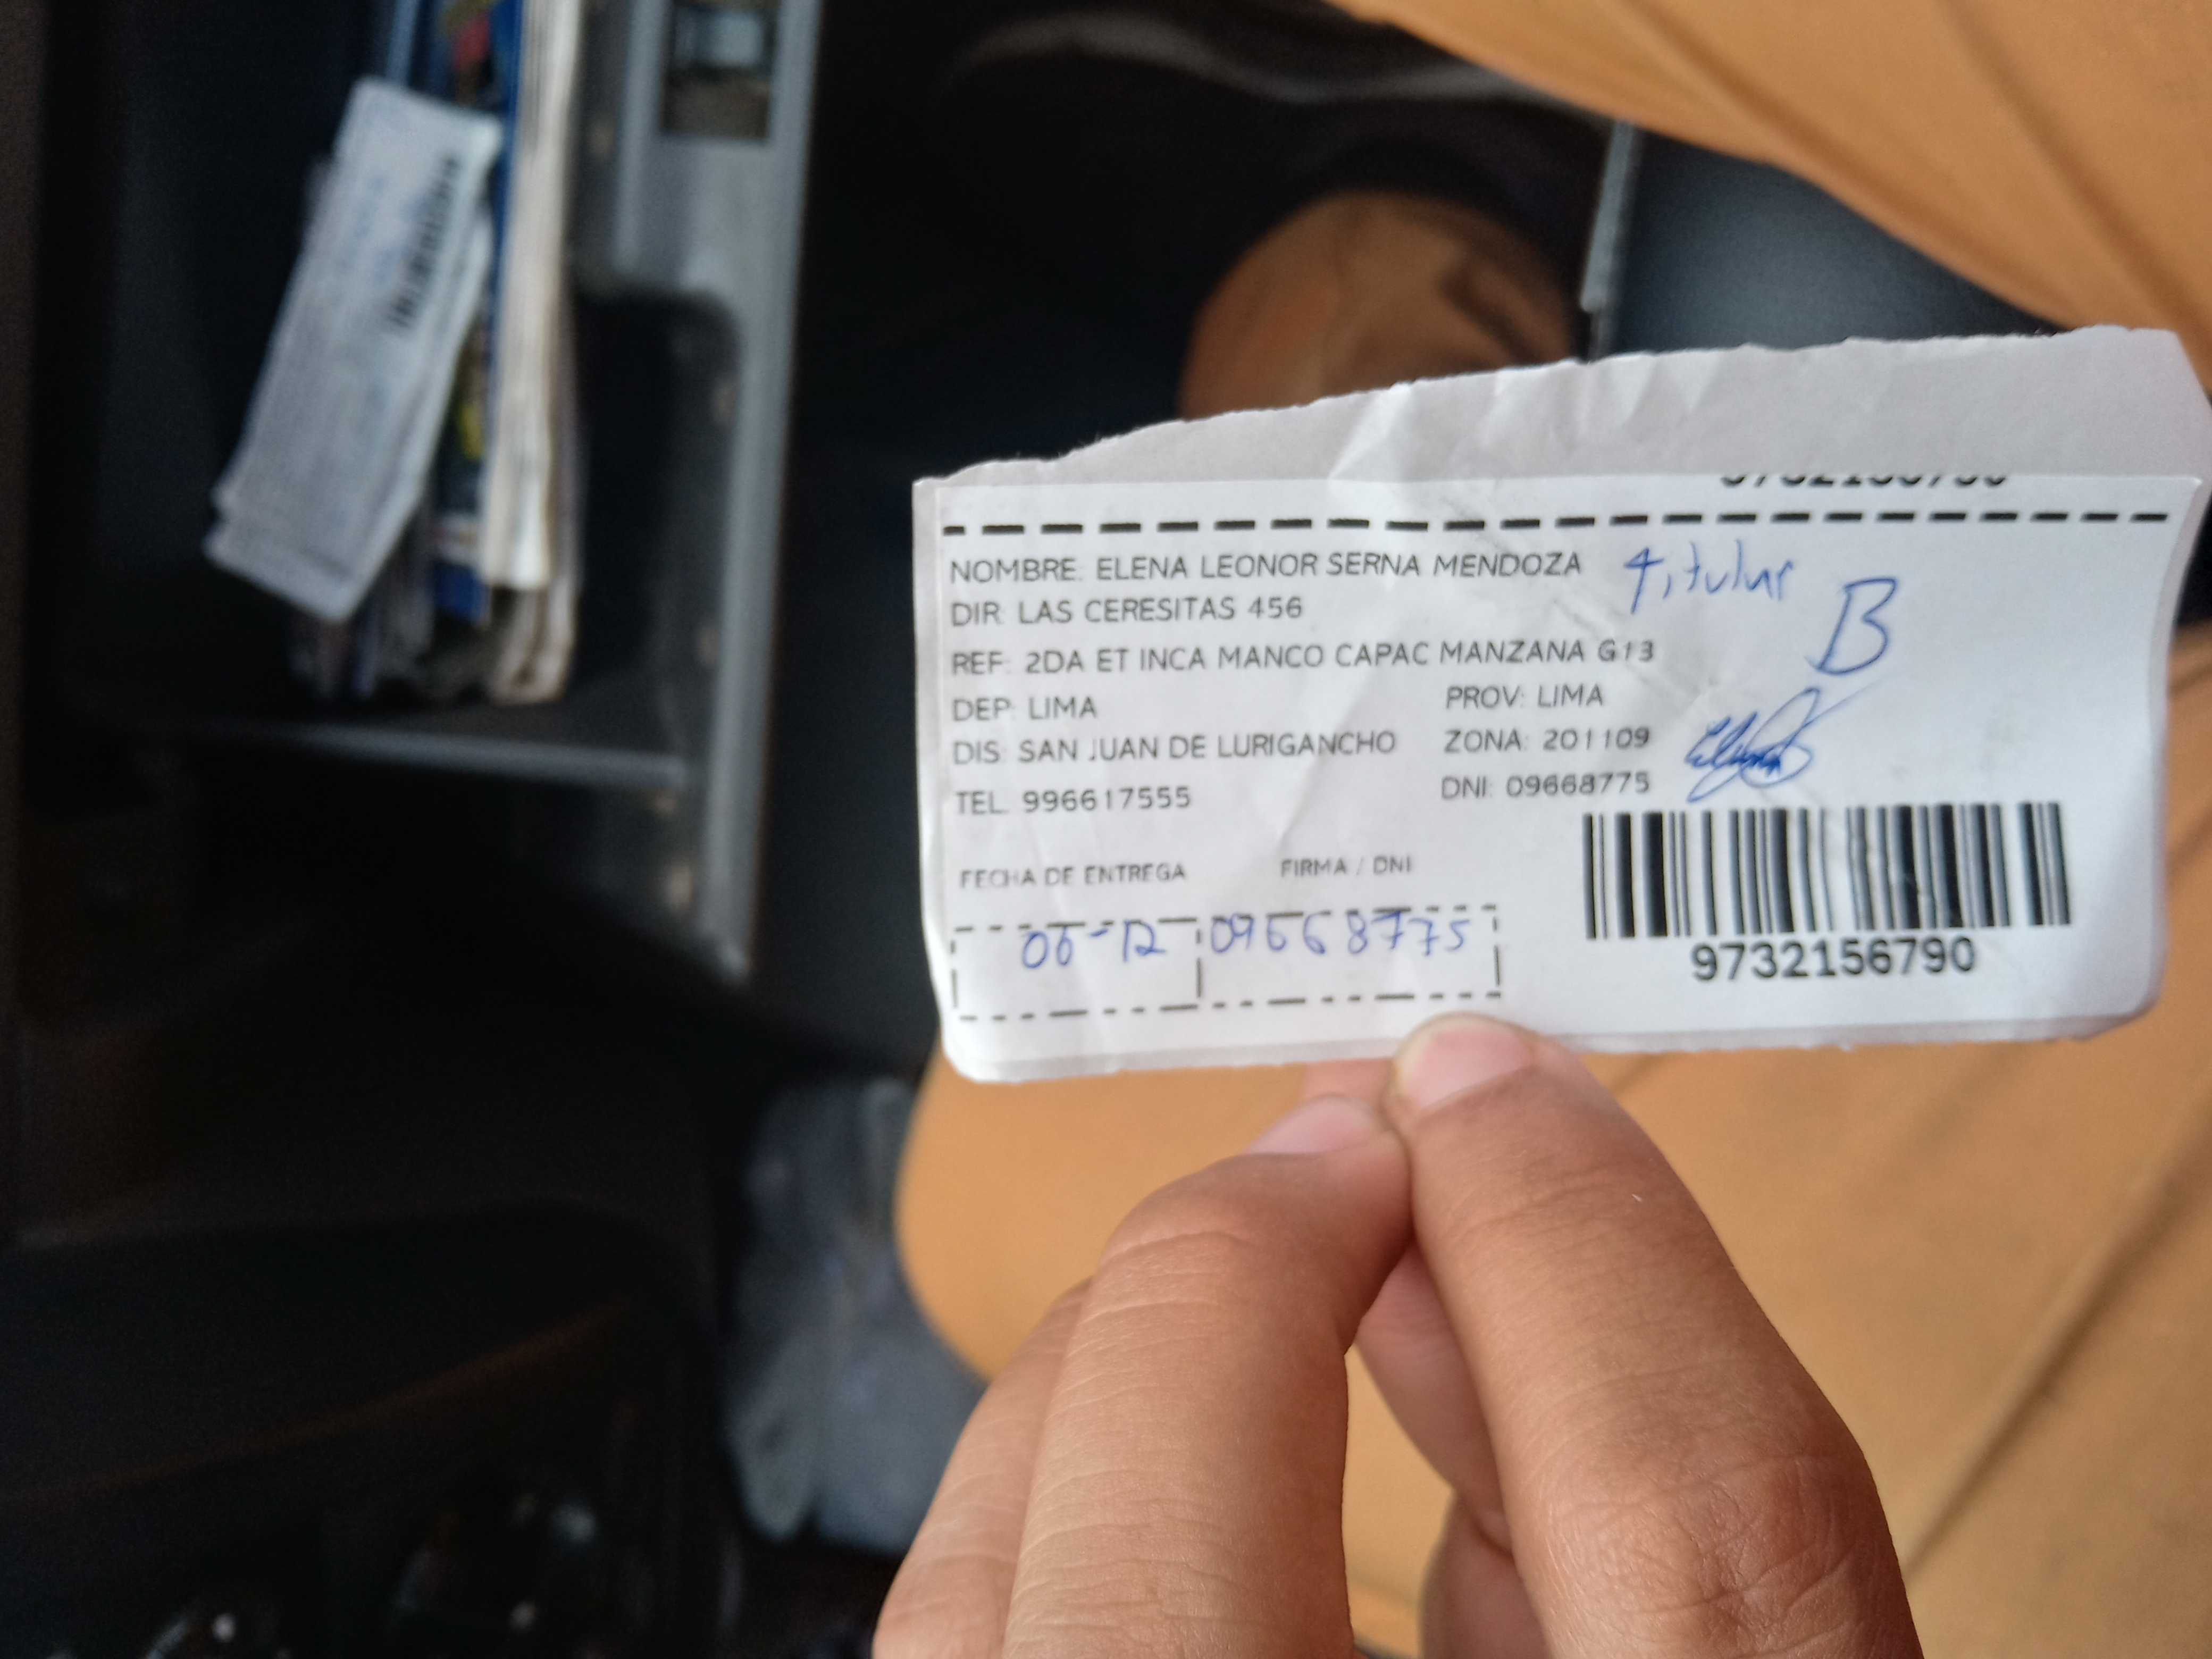 NOMBRE: ELENA LEONOR SERNA MENDOZA Titular
DIR: LAS CERESITAS 456 B
REF: 2DA ET INCA MANCO CAPAC MANZANA G13
DEP: LIMA PROV: LIMA
DIS: SAN JUAN DE LURIGANCHO ZONA: 201109
TEL: 996617555 DNI: 09668775
FECHA DE ENTREGA FIRMA / DNI
06-12 09668775
9732156790